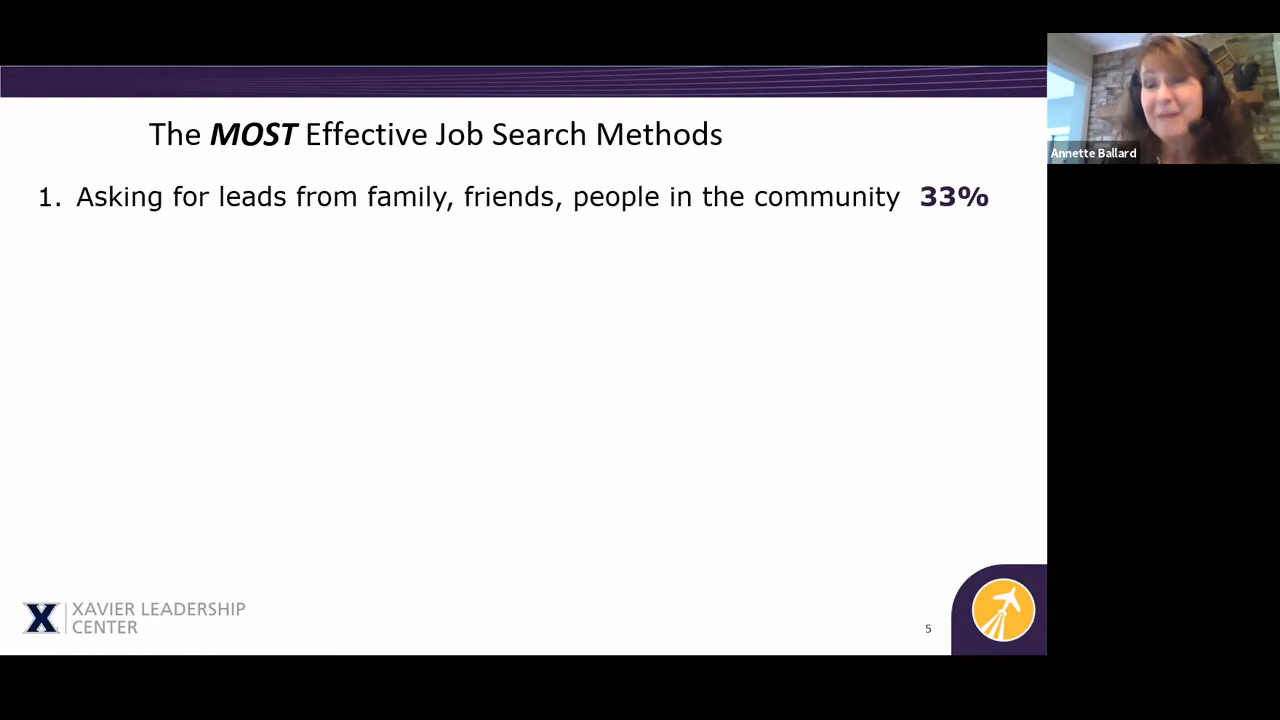 The MOST Effective Job Search Methods
1. Asking for leads from family, friends, people in the community 33%
Annette Ballard
X XAVIER LEADERSHIP
CENTER
5